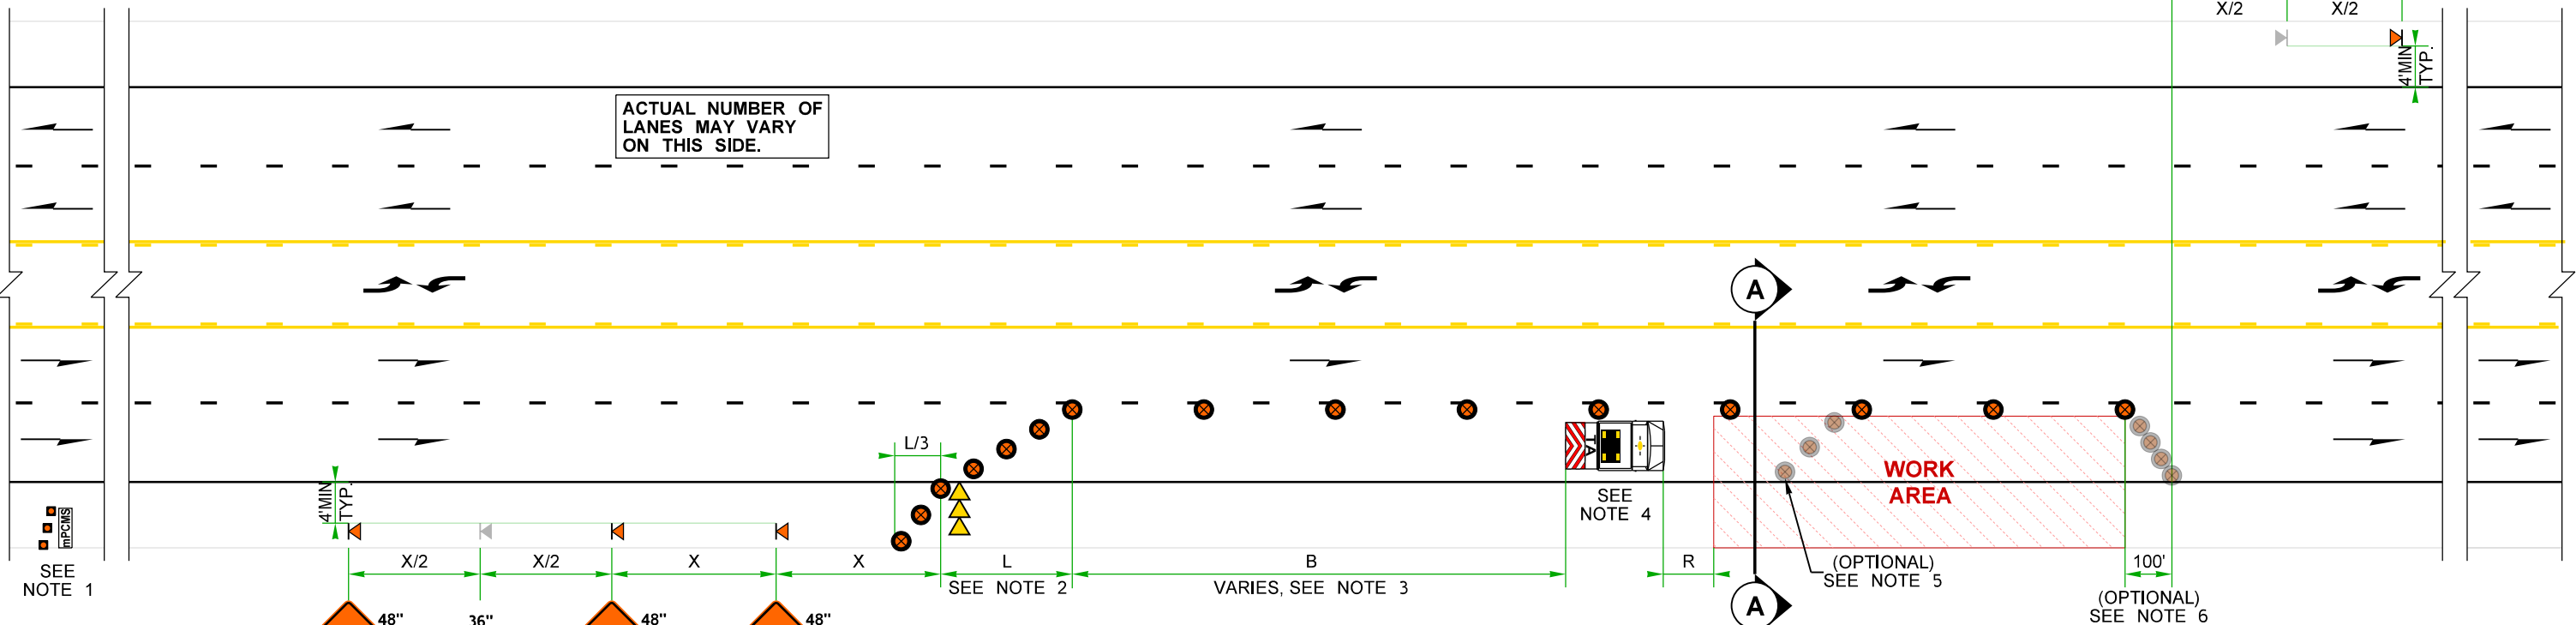 X/2
X/2
4'MIN
TYP.
ACTUAL NUMBER OF
LANES MAY VARY
ON THIS SIDE.
A
L/3
4'MIN
TYP.
mPCMS
SEE
NOTE 1
TA
SEE
NOTE 4
WORK
AREA
X/2
X/2
X
X
L
SEE NOTE 2
B
VARIES, SEE NOTE 3
R
(OPTIONAL)
SEE NOTE 5
100'
(OPTIONAL)
SEE NOTE 6
A
48"
36"
48"
48"